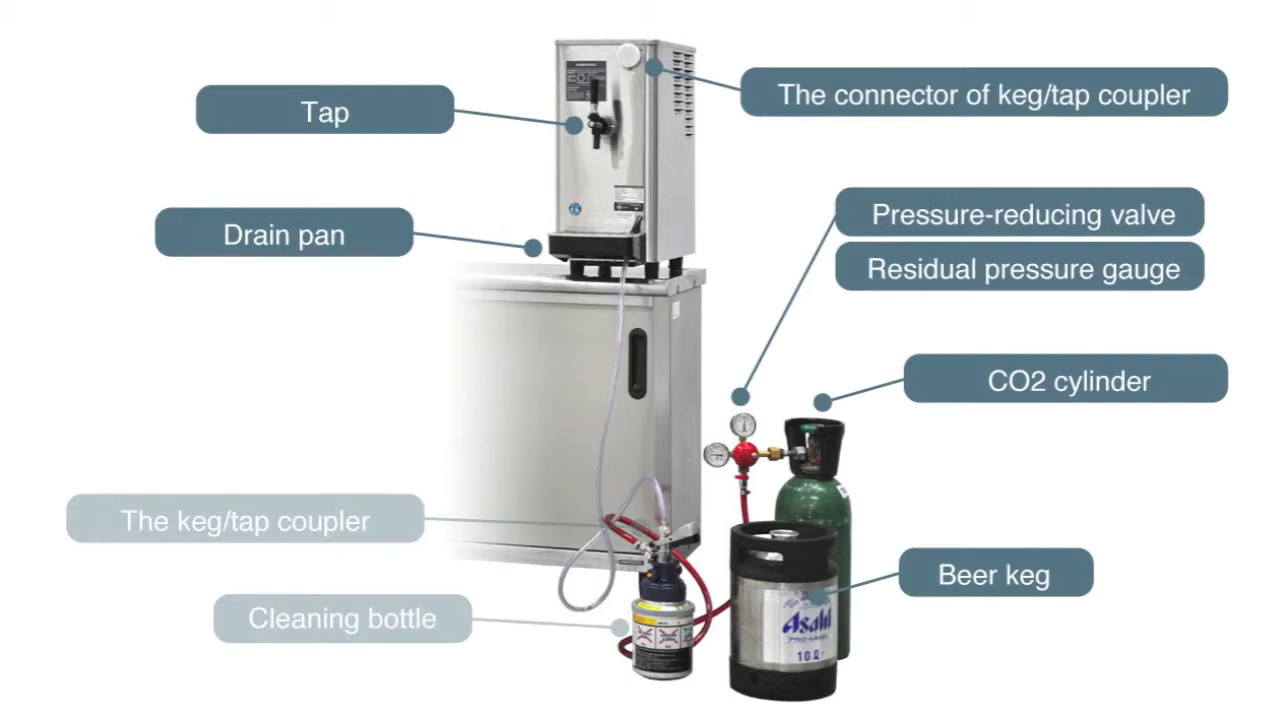 Tap
The connector of keg/tap coupler
Drain pan
Pressure-reducing valve
Residual pressure gauge
CO2 cylinder
The keg/tap coupler
Beer keg
Cleaning bottle
Asahi
10ℓ